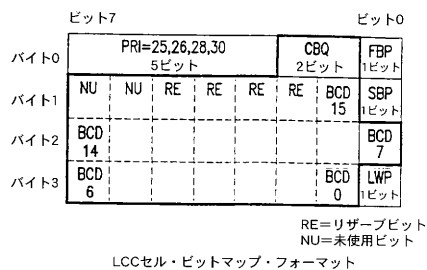 ビット7 ビット0
バイト0 PRI=25,26,28,30 5ビット CBQ 2ビット FBP 1ビット
バイト1 NU NU RE RE RE RE BCD 15 SBP 1ビット
バイト2 BCD 14 BCD 7
バイト3 BCD 6 BCD 0 LWP 1ビット
RE=リザーブビット
NU=未使用ビット
LCCセル・ビットマップ・フォーマット